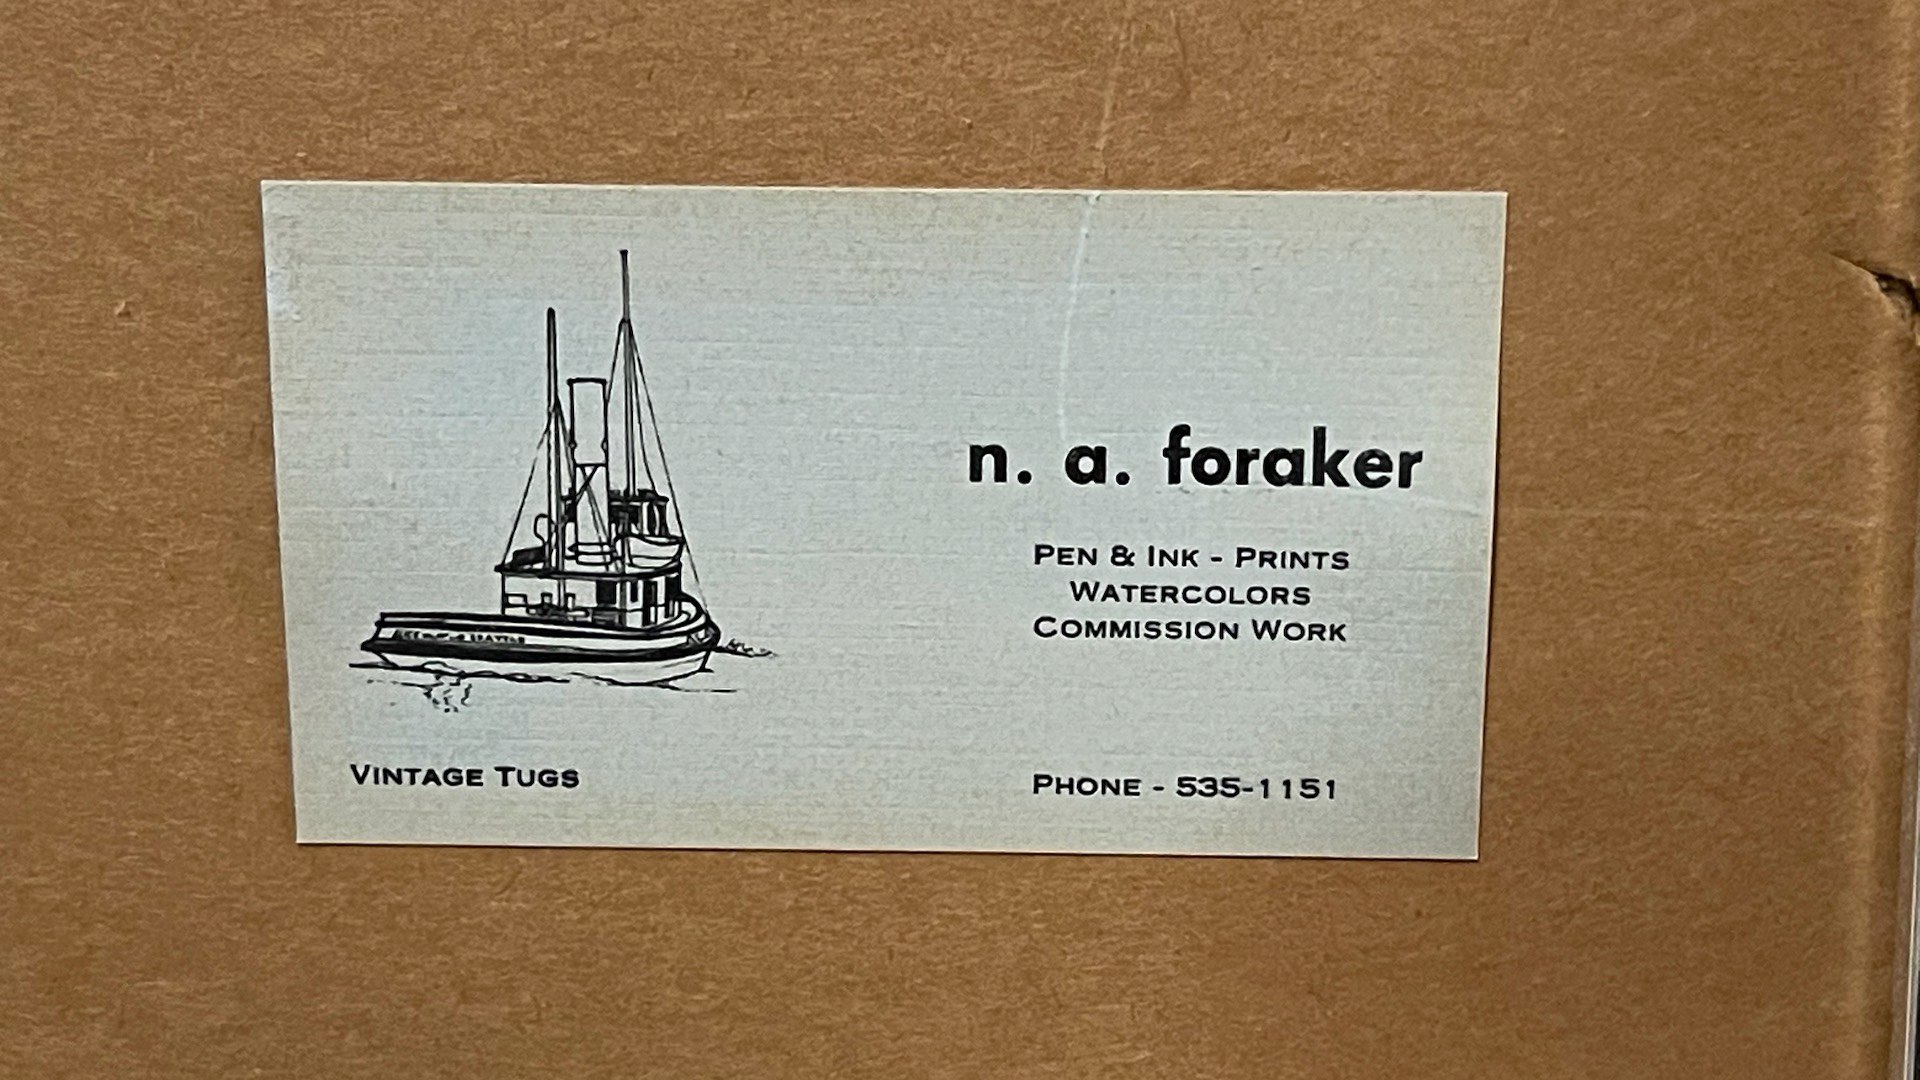 n. a. foraker
PEN & INK - PRINTS
WATERCOLORS
COMMISSION WORK
VINTAGE TUGS
PHONE - 535-1151